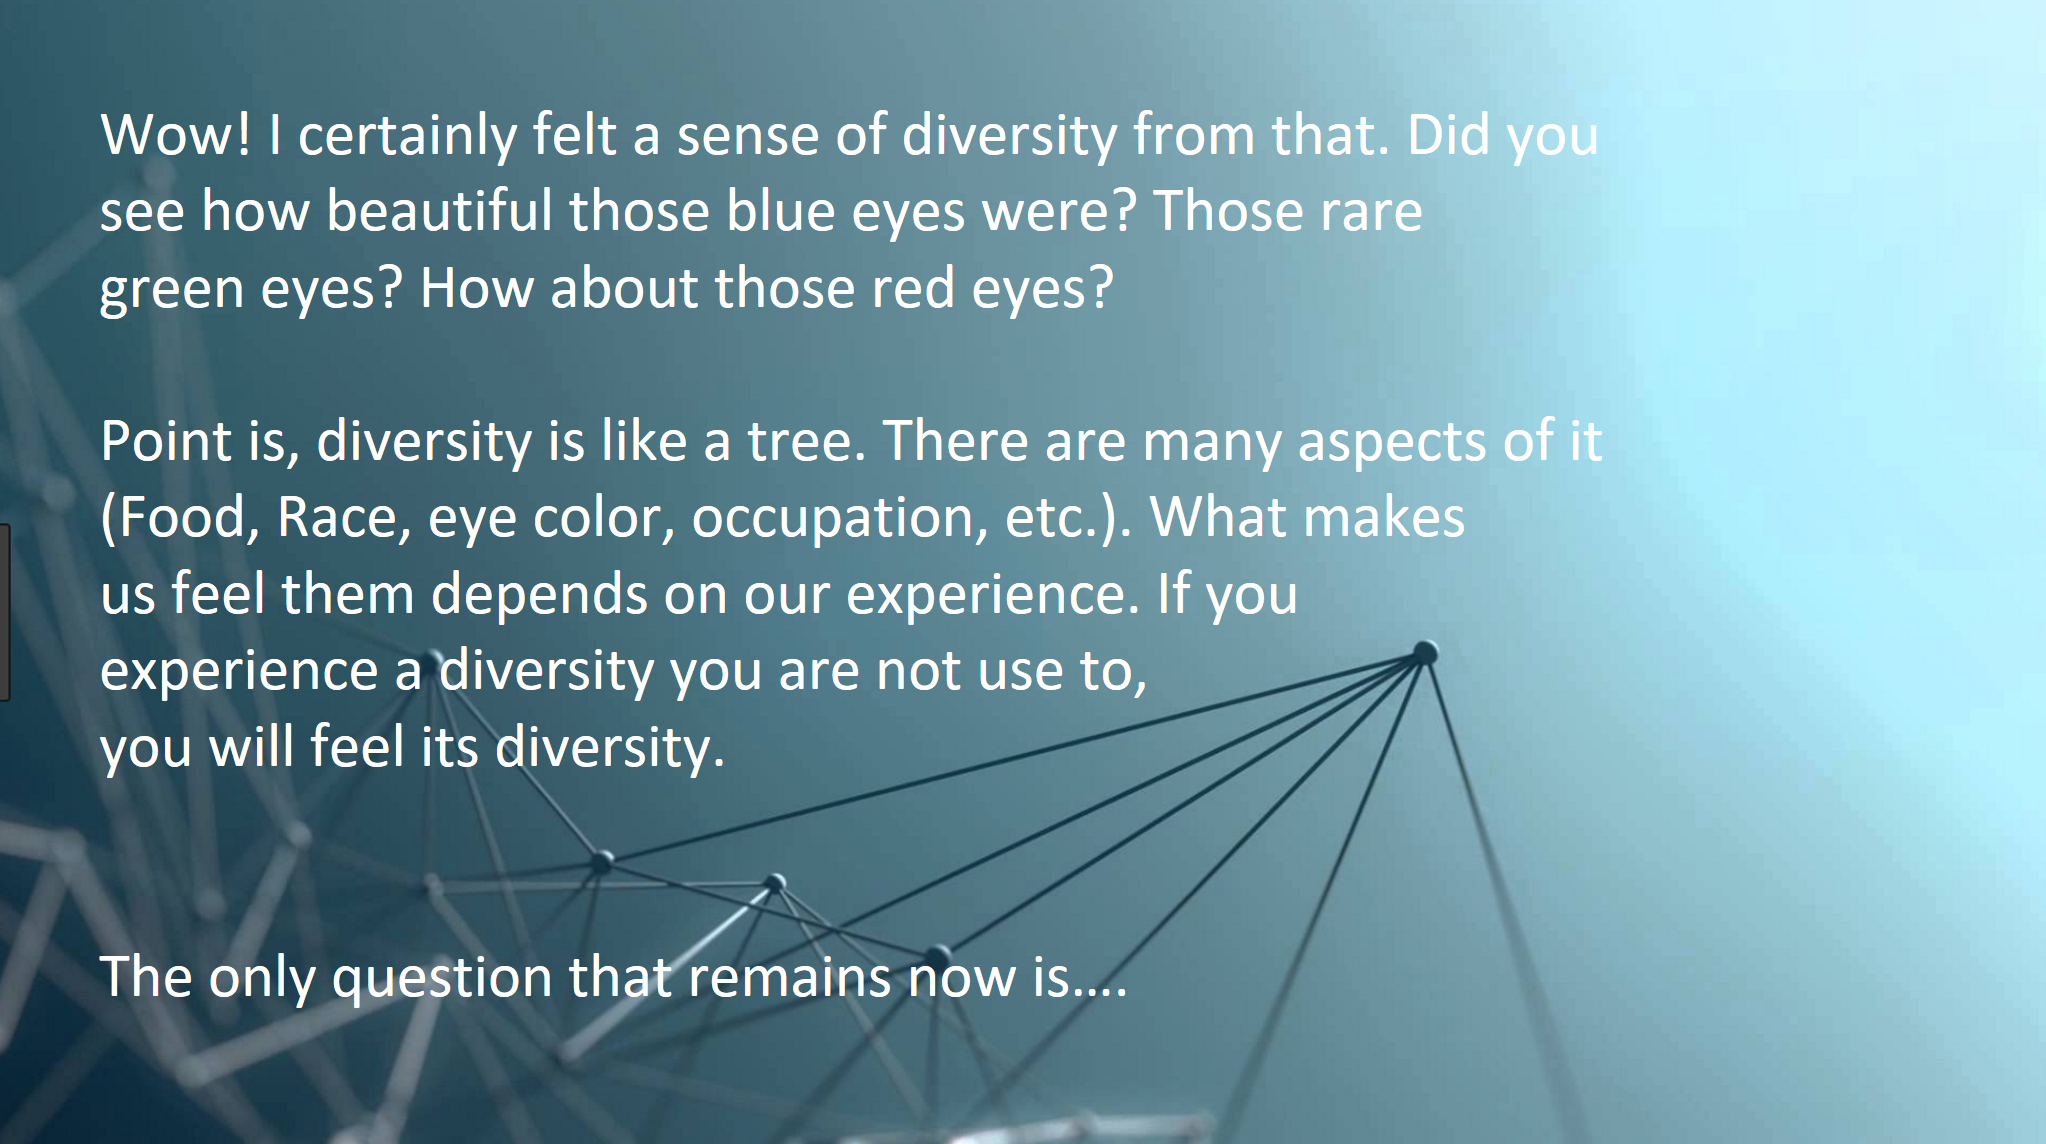 Wow! I certainly felt a sense of diversity from that. Did you
see how beautiful those blue eyes were? Those rare
green eyes? How about those red eyes?
Point is, diversity is like a tree. There are many aspects of it
(Food, Race, eye color, occupation, etc.). What makes
us feel them depends on our experience. If you
experience a diversity you are not use to,
you will feel its diversity.
The only question that remains now is....